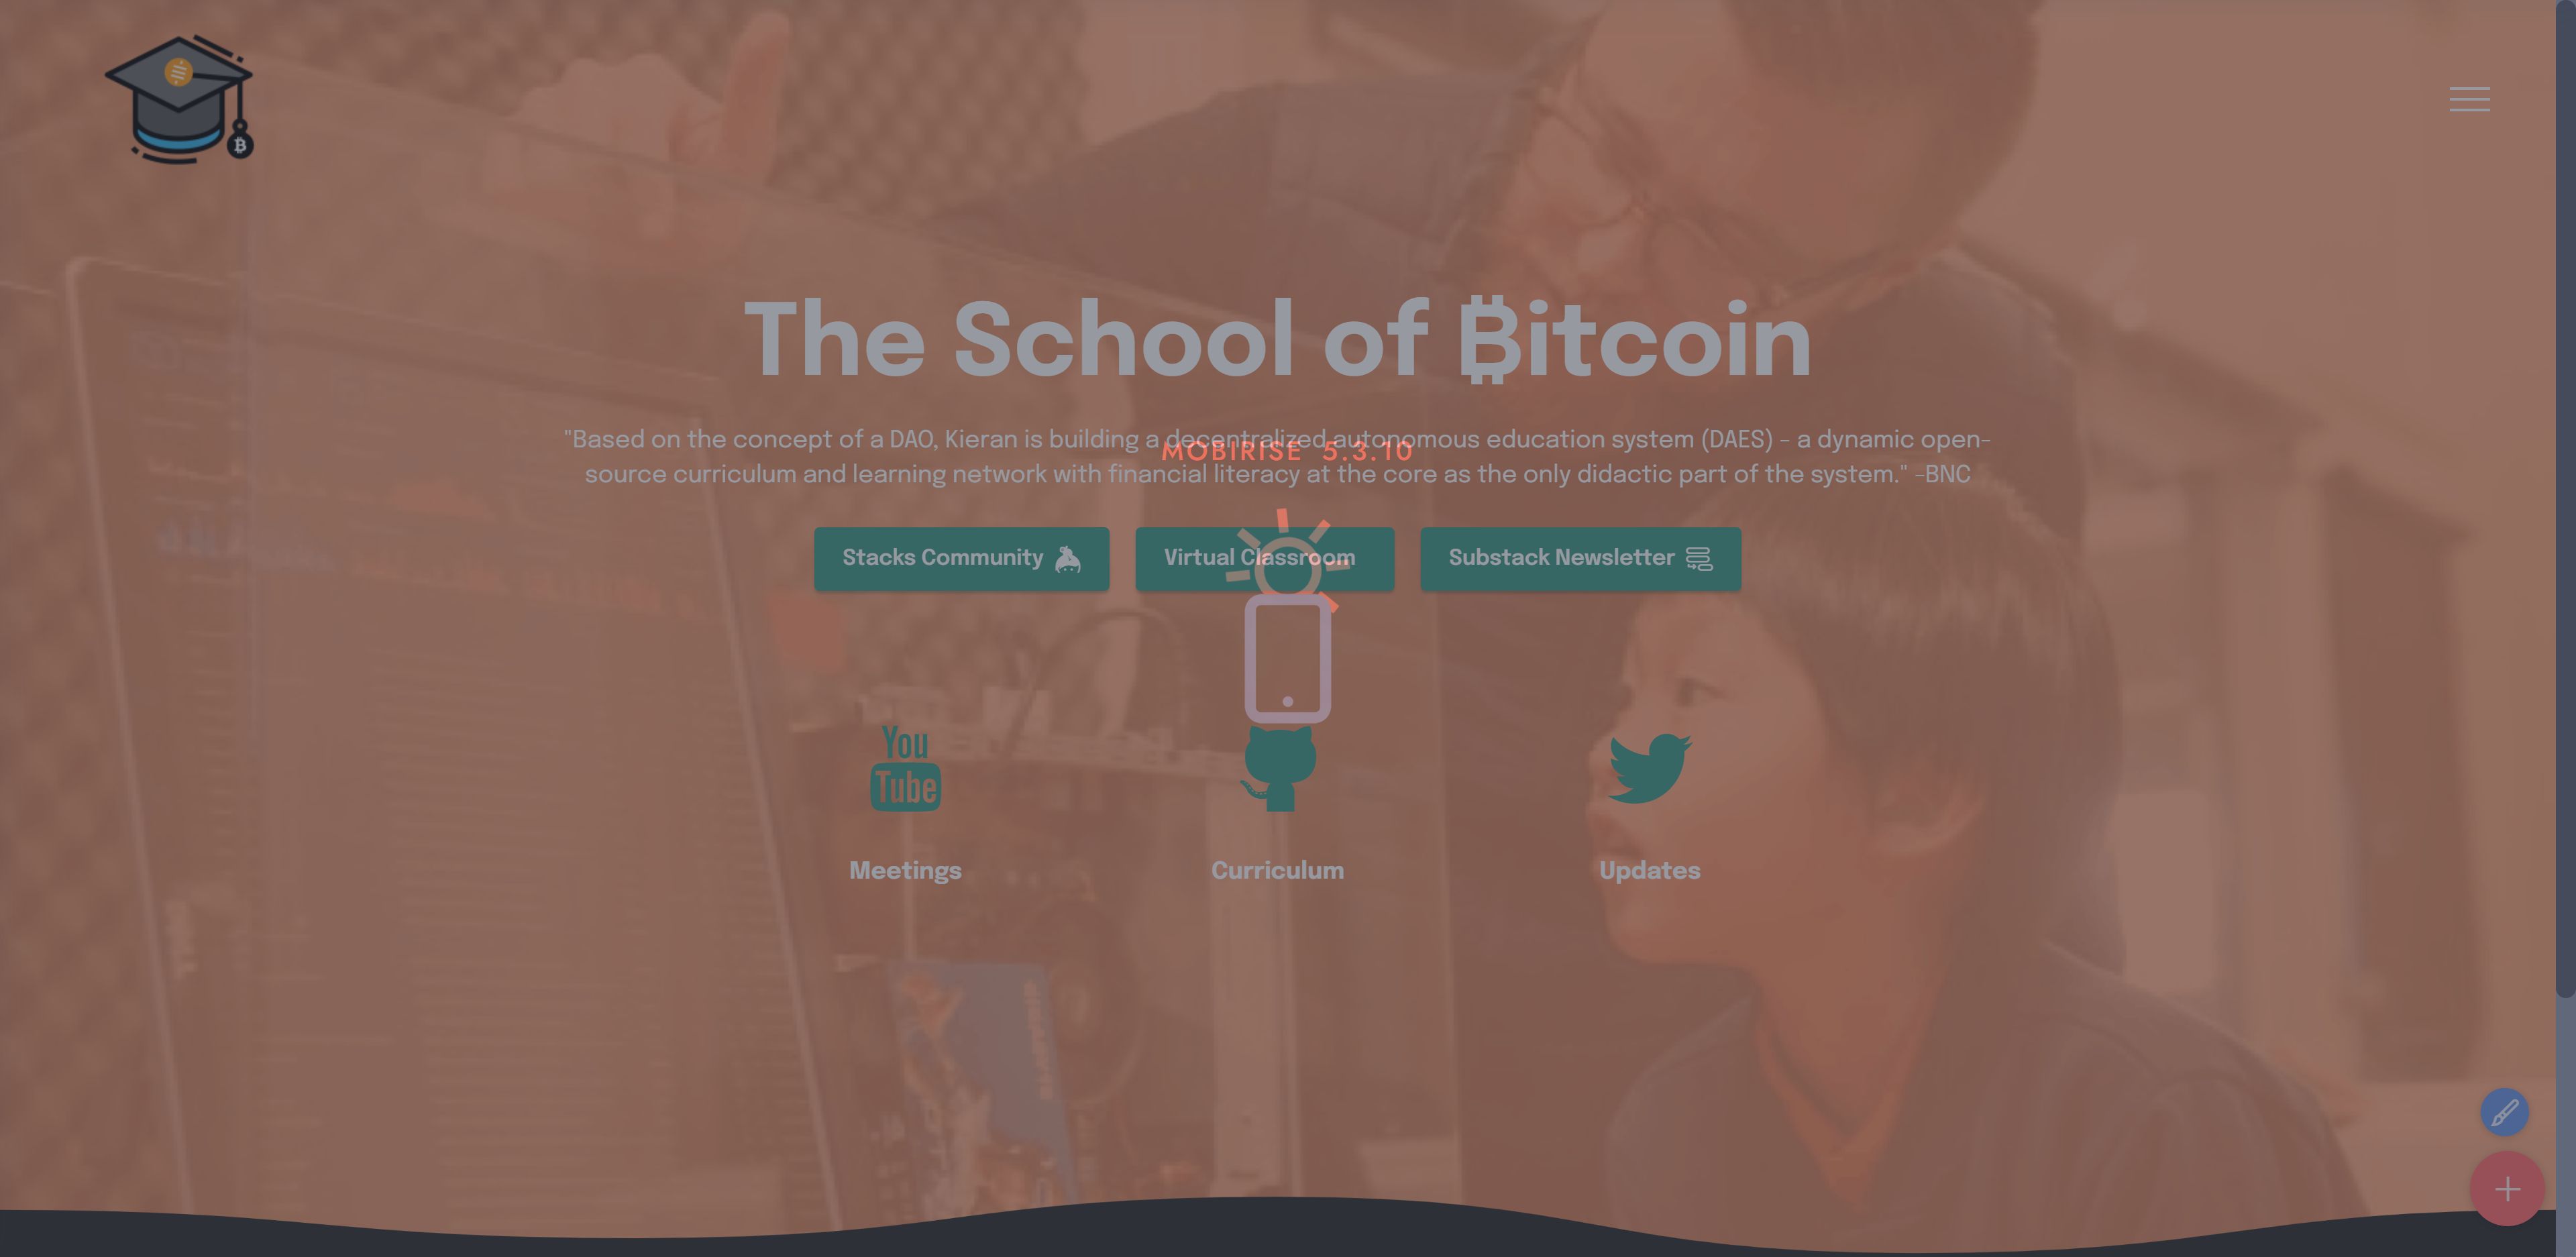 The School of ₿itcoin
"Based on the concept of a DAO, Kieran is building a decentralized autonomous education system (DAES) - a dynamic open-
MOBIRISE 5.3.10
source curriculum and learning network with financial literacy at the core as the only didactic part of the system." -BNC
Stacks Community
Virtual Classroom
Substack Newsletter
You
Tube
Meetings
Curriculum
Updates